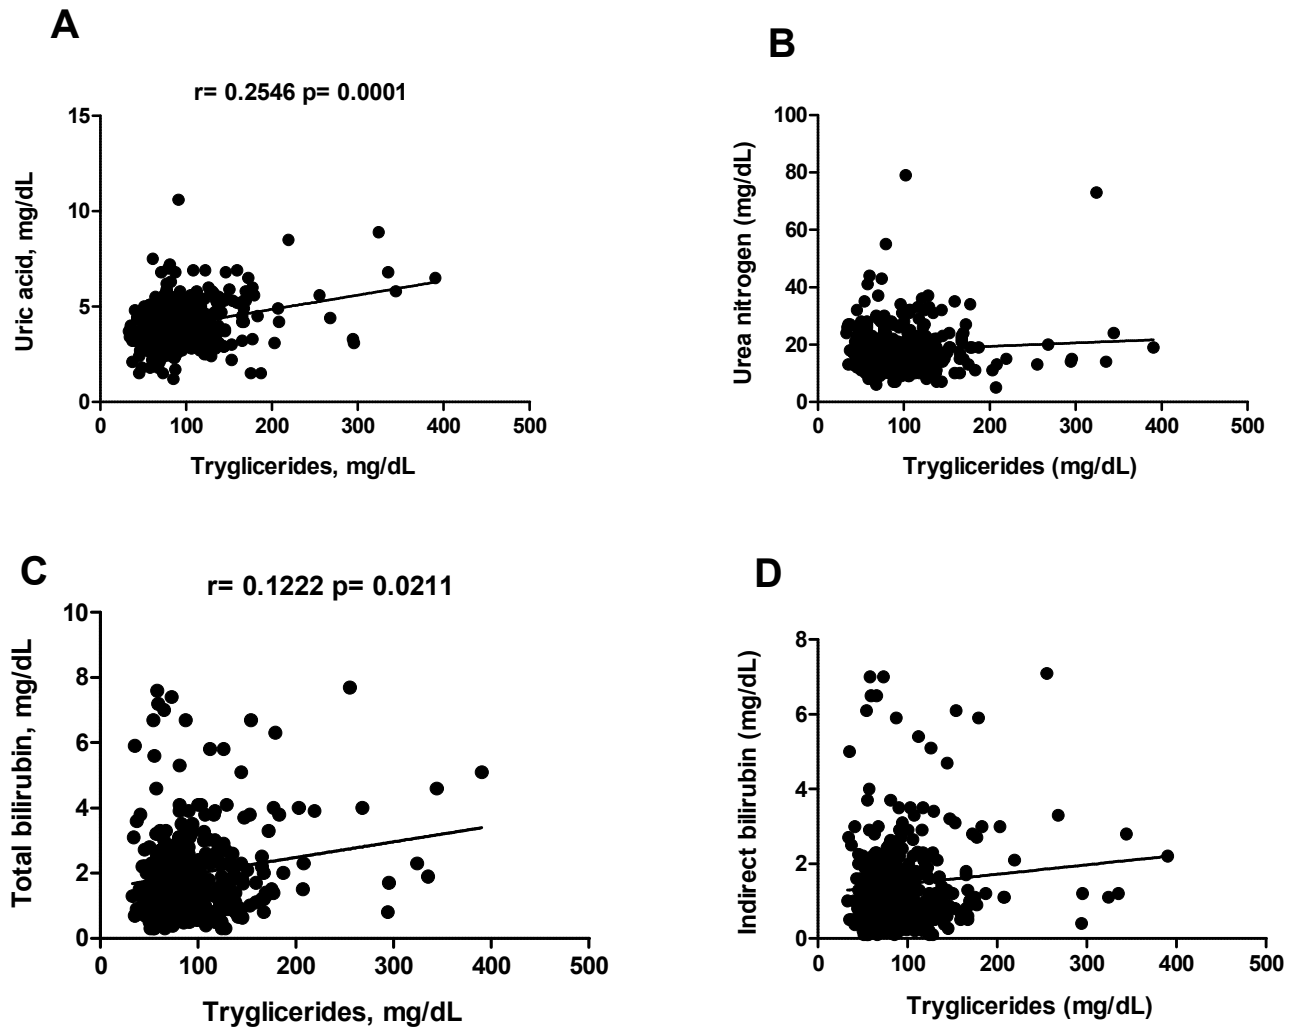 A
r= 0.2546 p= 0.0001
15
10
5
0
0 100 200 300 400 500
Uric acid, mg/dL
Tryglicerides, mg/dL
B
100
80
60
40
20
0
0 100 200 300 400 500
Urea nitrogen (mg/dL)
Tryglicerides (mg/dL)
C
r= 0.1222 p= 0.0211
10
8
6
4
2
0
0 100 200 300 400 500
Total bilirubin, mg/dL
Tryglicerides, mg/dL
D
8
6
4
2
0
0 100 200 300 400 500
Indirect bilirubin (mg/dL)
Tryglicerides (mg/dL)